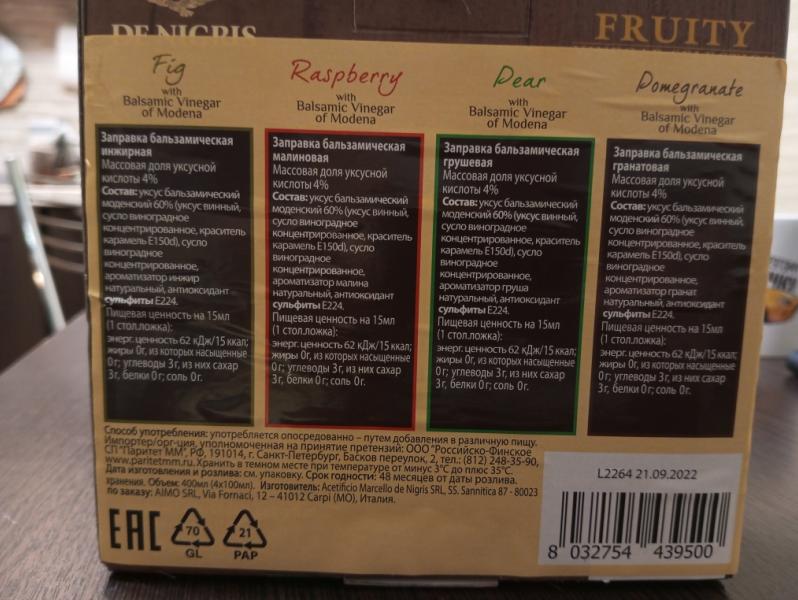 DE NIGRIS
FRUITY
Fig
with
Balsamic Vinegar
of Modena
Заправка бальзамическая
инжирная
Массовая доля уксусной
кислоты 4%
Состав: уксус бальзамический
моденский 60% (уксус винный,
сусло виноградное
концентрированное, краситель
карамель Е150d), сусло
виноградное
концентрированное,
ароматизатор инжир
натуральный, антиоксидант
сульфиты Е224.
Пищевая ценность на 15мл
(1 стол.ложка):
энерг. ценность 62 кДж/15 ккал;
жиры 0г, из которых насыщенные
0 г; углеводы 3г, из них сахар
3г, белки 0 г; соль 0г.
Raspberry
with
Balsamic Vinegar
of Modena
Заправка бальзамическая
малиновая
Массовая доля уксусной
кислоты 4%
Состав: уксус бальзамический
моденский 60% (уксус винный,
сусло виноградное
концентрированное, краситель
карамель Е150d), сусло
виноградное
концентрированное,
ароматизатор малина
натуральный, антиоксидант
сульфиты Е224.
Пищевая ценность на 15мл
(1 стол.ложка):
энерг. ценность 62 кДж/15 ккал;
жиры 0г, из которых насыщенные
0 г; углеводы 3г, из них сахар
3г, белки 0 г; соль 0г.
Pear
with
Balsamic Vinegar
of Modena
Заправка бальзамическая
грушевая
Массовая доля уксусной
кислоты 4%
Состав: уксус бальзамический
моденский 60% (уксус винный,
сусло виноградное
концентрированное, краситель
карамель Е150d), сусло
виноградное
концентрированное,
ароматизатор груша
натуральный, антиоксидант
сульфиты Е224.
Пищевая ценность на 15мл
(1 стол.ложка):
энерг. ценность 62 кДж/15 ккал;
жиры 0г, из которых насыщенные
0 г; углеводы 3г, из них сахар
3г, белки 0 г; соль 0г.
Pomegranate
with
Balsamic Vinegar
of Modena
Заправка бальзамическая
гранатовая
Массовая доля уксусной
кислоты 4%
Состав: уксус бальзамический
моденский 60% (уксус винный,
сусло виноградное
концентрированное, краситель
карамель Е150d), сусло
виноградное
концентрированное,
ароматизатор гранат
натуральный, антиоксидант
сульфиты Е224.
Пищевая ценность на 15мл
(1 стол.ложка):
энерг. ценность 62 кДж/15 ккал;
жиры 0г, из которых насыщенные
0 г; углеводы 3г, из них сахар
3г, белки 0 г; соль 0г.
Способ употребления: употребляется опосредовано – путем добавления в различную пищу.
Импортер/орг-ция, уполномоченная на принятие претензий: ООО "Российско-Финское
СП "Паритет ММ", РФ, 191014, г. Санкт-Петербург, Басков переулок, 2, тел.: (812) 248-35-90,
www.paritetmm.ru. Хранить в темном месте при температуре от минус 3°С до плюс 35°С.
Дата изготовления и розлива: см. упаковку. Срок годности: 48 месяцев от даты розлива.
хранения. Объем: 400мл (4х100мл). Изготовитель: Acetificio Marcello de Nigris SRL, SS. Sannitica 87 - 80023
по заказу: AIMO SRL, Via Fornaci, 12 – 41012 Carpi (MO), Италия.
EAC
70
GL
21
PAP
L2264 21.09.2022
8 032754 439500